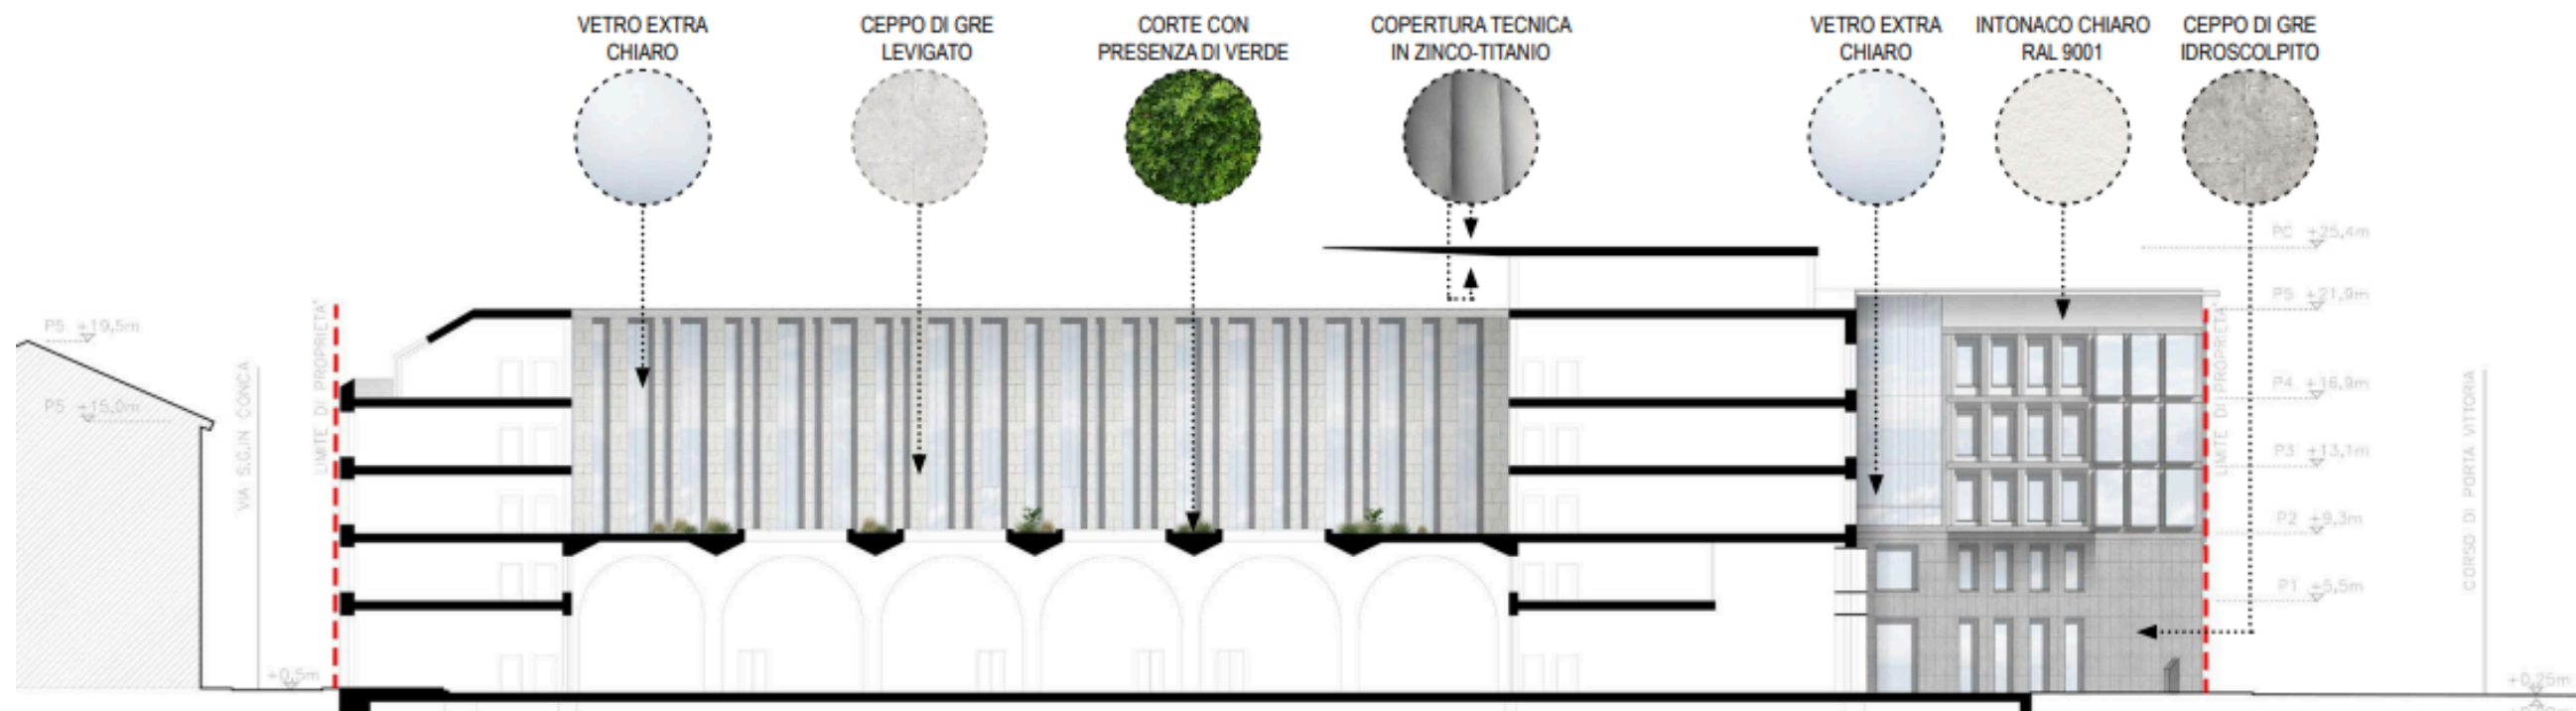 VETRO EXTRA
CHIARO
CEPPO DI GRE
LEVIGATO
CORTE CON
PRESENZA DI VERDE
COPERTURA TECNICA
IN ZINCO-TITANIO
VETRO EXTRA
CHIARO
INTONACO CHIARO
RAL 9001
CEPPO DI GRE
IDROSCOLPITO
P5 +19,5m
P5 +15,0m
VIA S.G.IN CONCA
LIMITE DI PROPRIETA'
+0,5m
PC +25,4m
P5 +21,9m
P4 +16,9m
P3 +13,1m
P2 +9,3m
P1 +5,5m
LIMITE DI PROPRIETA'
CORSO DI PORTA VITTORIA
+0,25m